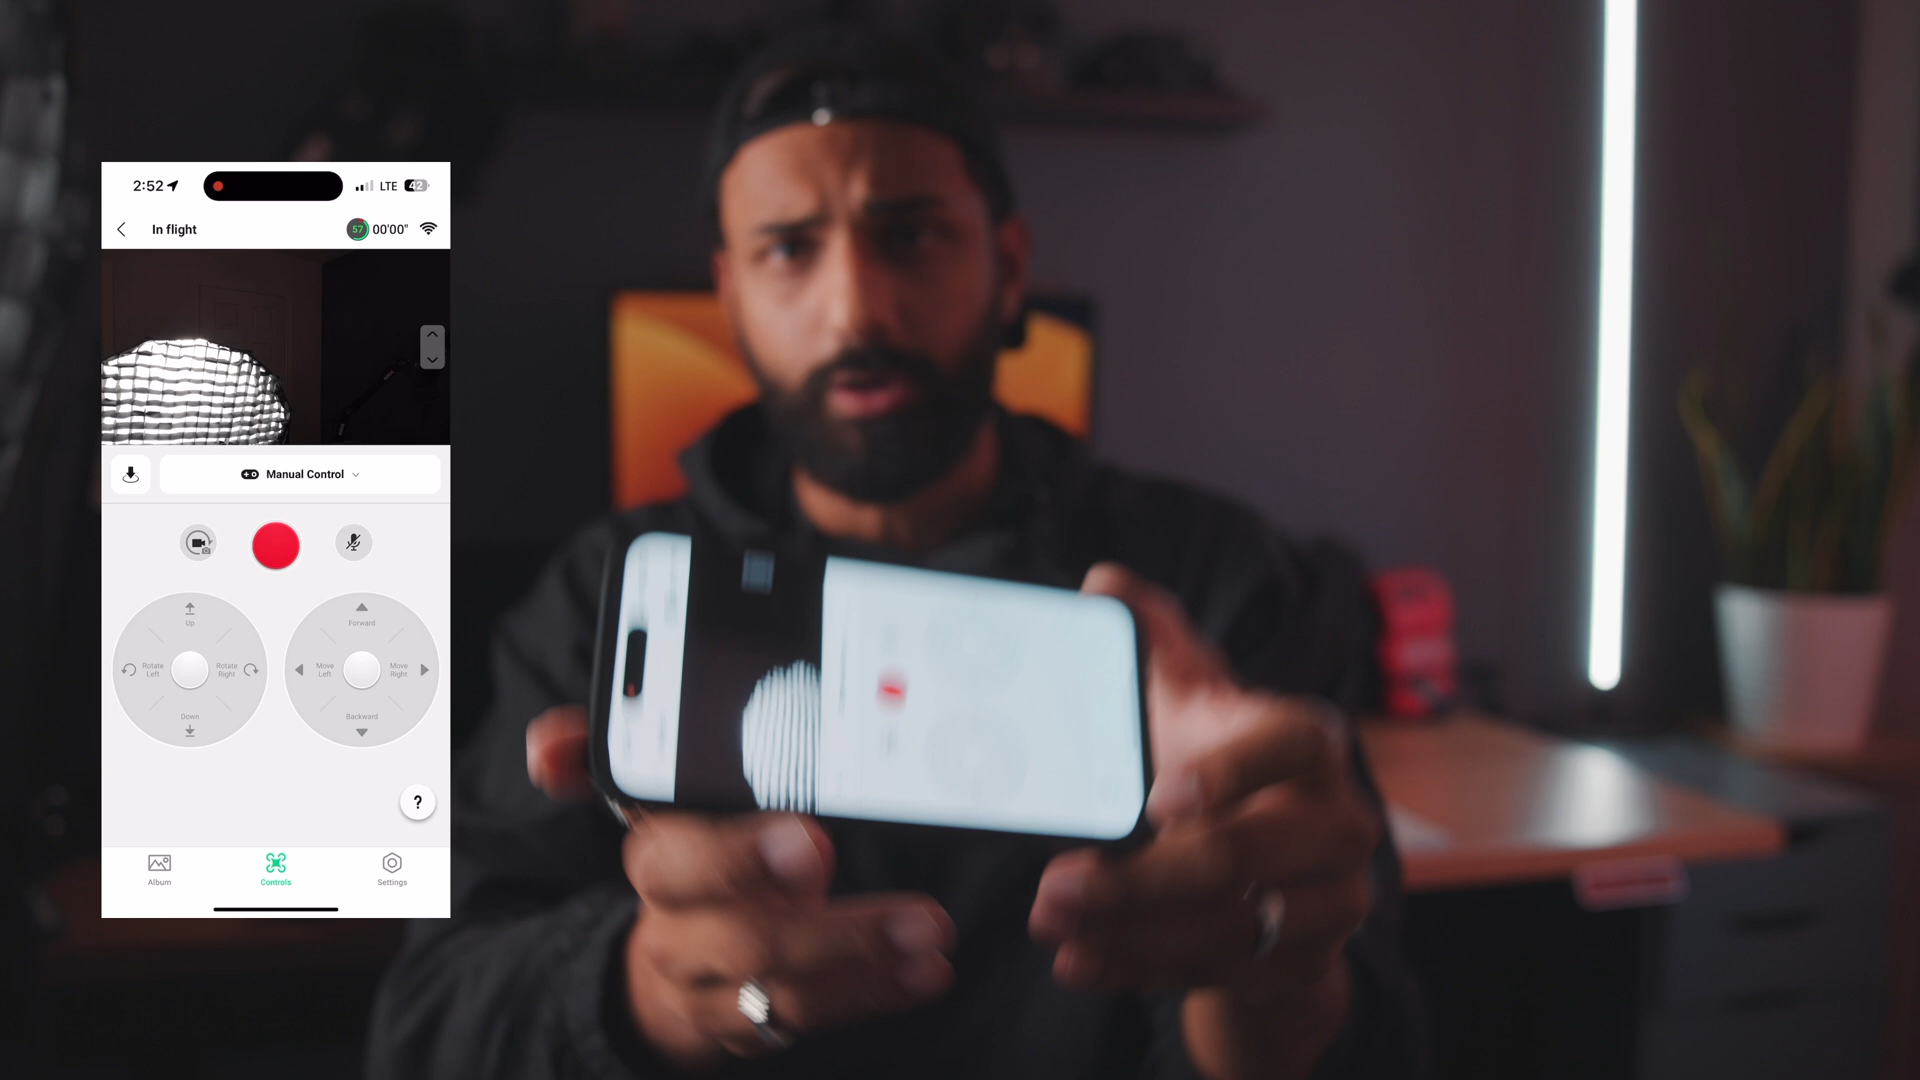 2:52 LTE 42
In flight 57 00'00"
Manual Control
Up
Forward
Rotate
Left
Rotate
Right
Move
Left
Move
Right
Down
Backward
?
Album Controls Settings